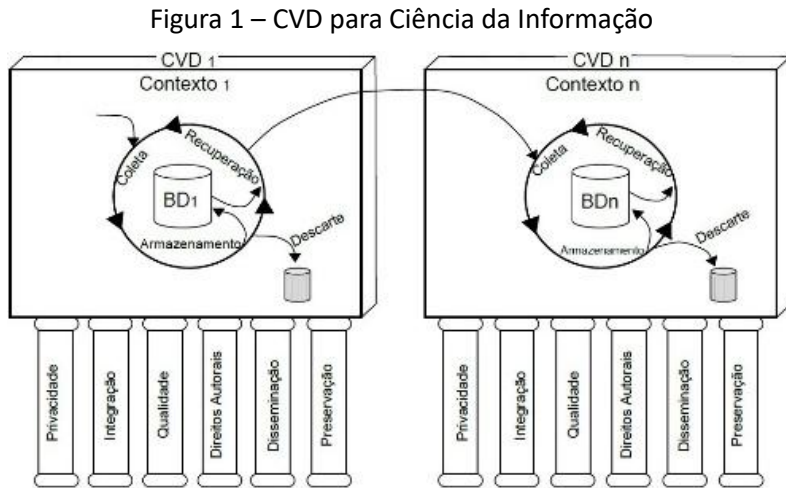 Figura 1 – CVD para Ciência da Informação
CVD 1
Contexto 1
Coleta
Recuperação
BD1
Armazenamento
Descarte
Privacidade
Integração
Qualidade
Direitos Autorais
Disseminação
Preservação
CVD n
Contexto n
Coleta
Recuperação
BDn
Armazenamento
Descarte
Privacidade
Integração
Qualidade
Direitos Autorais
Disseminação
Preservação